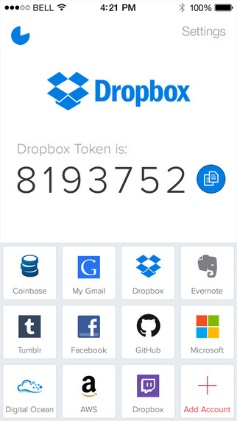 BELL 4:21 PM 100%
Settings
Dropbox
Dropbox Token is:
8193752
Coinbase My Gmail Dropbox Evernote
Tumblr Facebook GitHub Microsoft
Digital Ocean AWS Dropbox Add Account